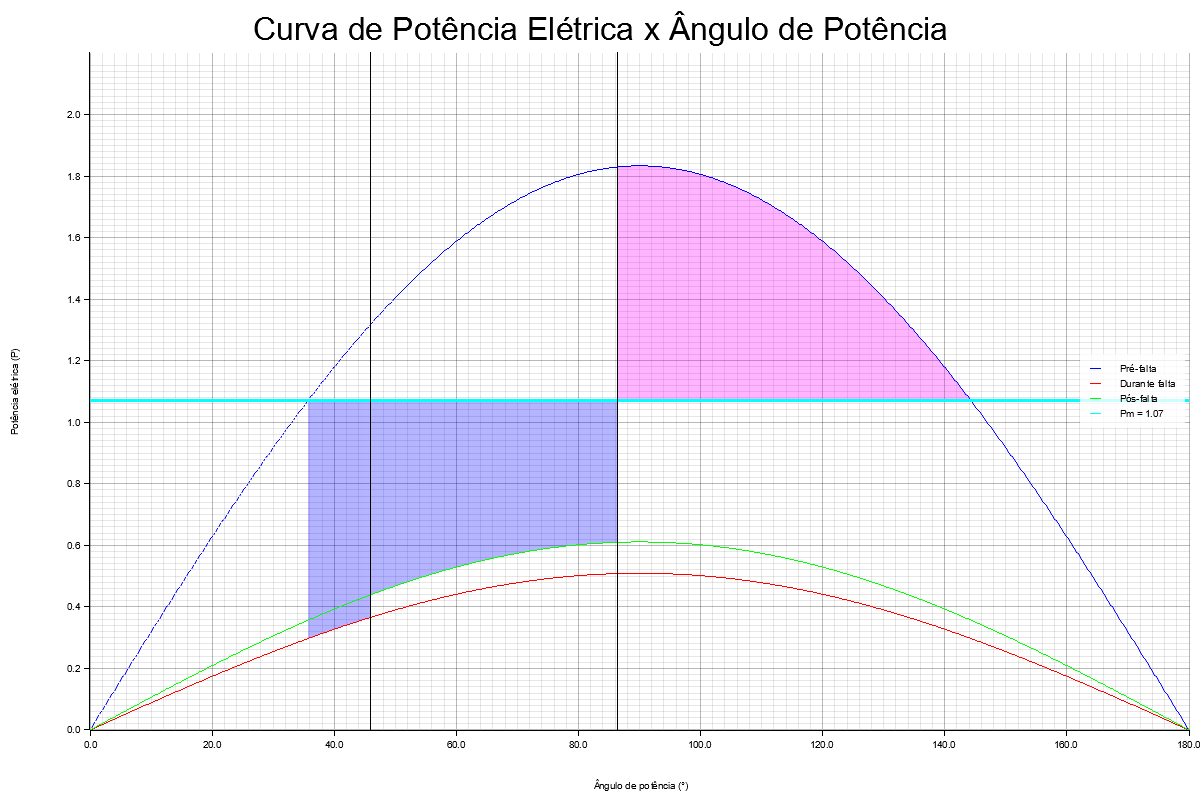 Curva de Potência Elétrica x Ângulo de Potência
2.0
1.8
1.6
1.4
1.2
1.0
0.8
0.6
0.4
0.2
0.0
Potência elétrica (P)
Pré-falta
Durante falta
Pós-falta
Pm = 1.07
0.0 20.0 40.0 60.0 80.0 100.0 120.0 140.0 160.0 180.0
Ângulo de potência (°)